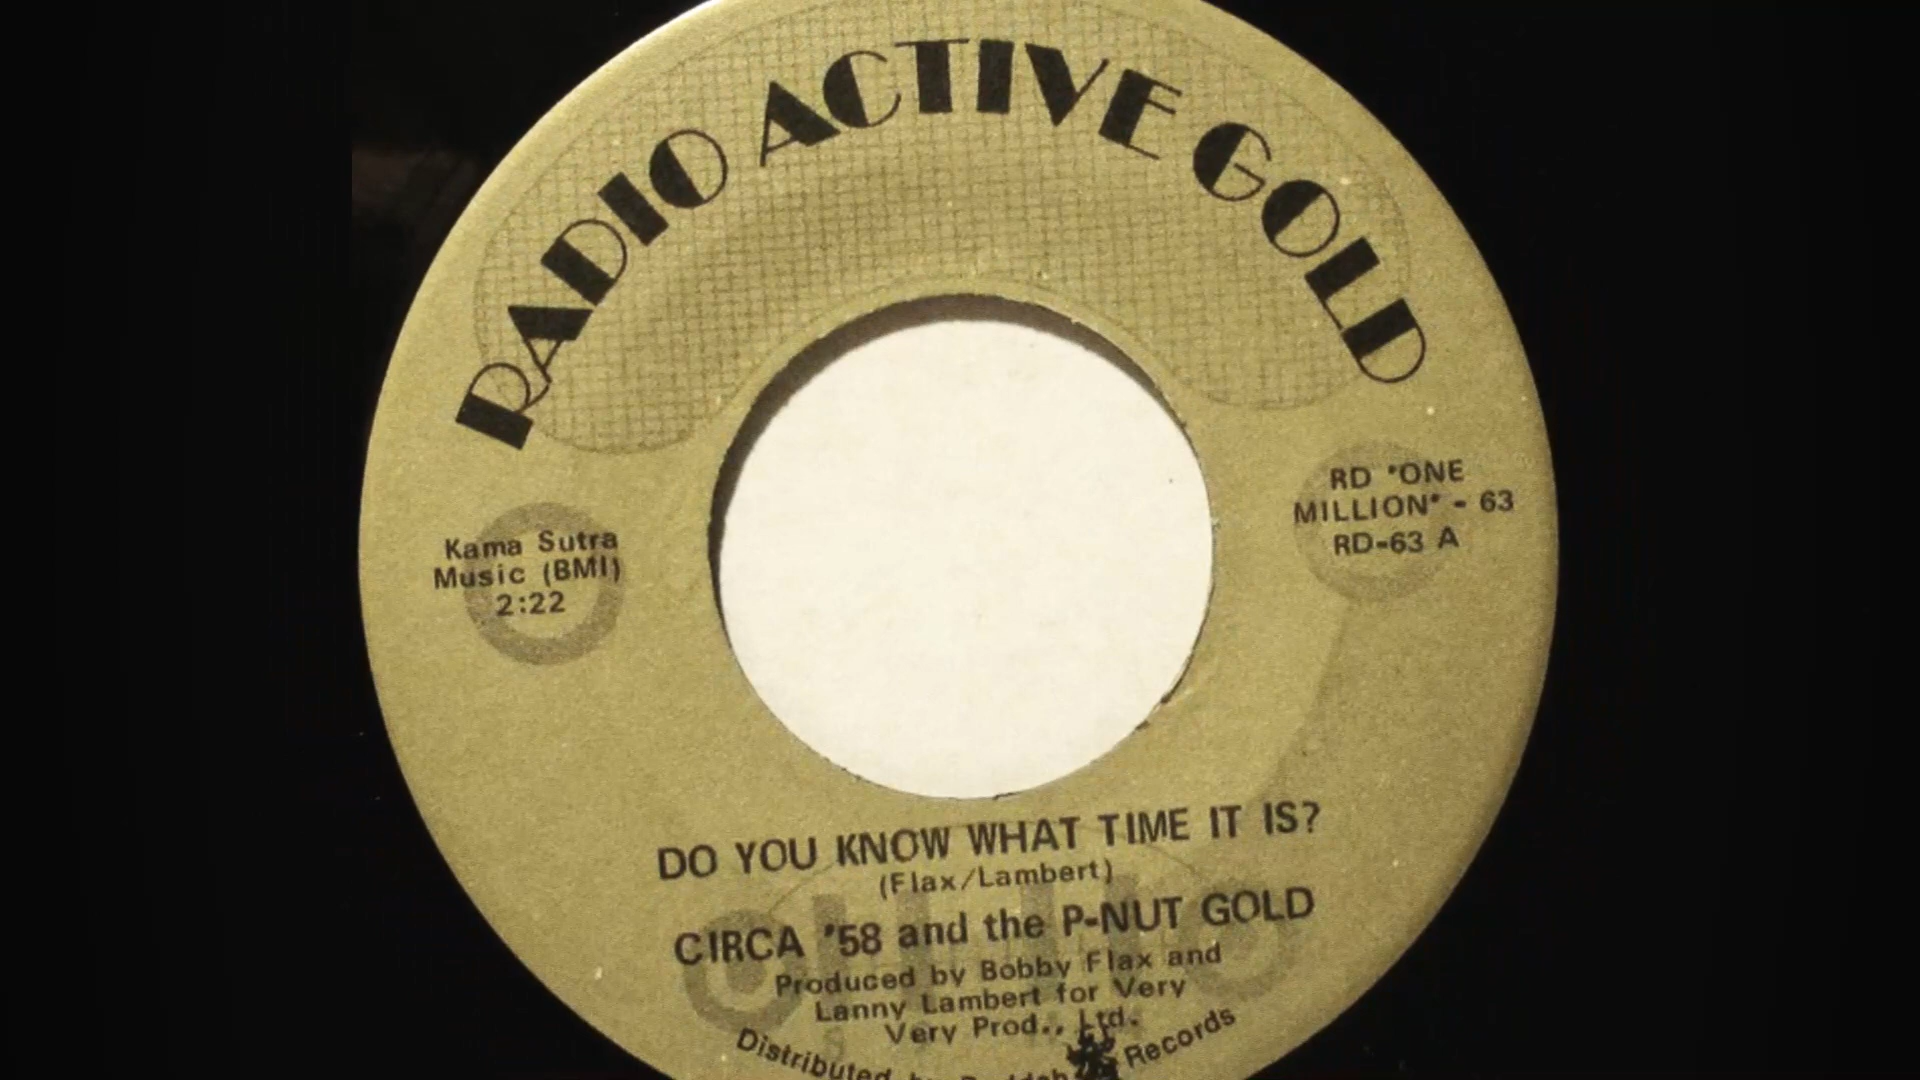 RADIO ACTIVE GOLD
Kama Sutra
Music (BMI)
2:22
RD "ONE
MILLION" - 63
RD-63 A
DO YOU KNOW WHAT TIME IT IS?
(Flax/Lambert)
CIRCA '58 and the P-NUT GOLD
Produced by Bobby Flax and
Lanny Lambert for Very
Very Prod., Ltd.
Distributed by Buddah Records